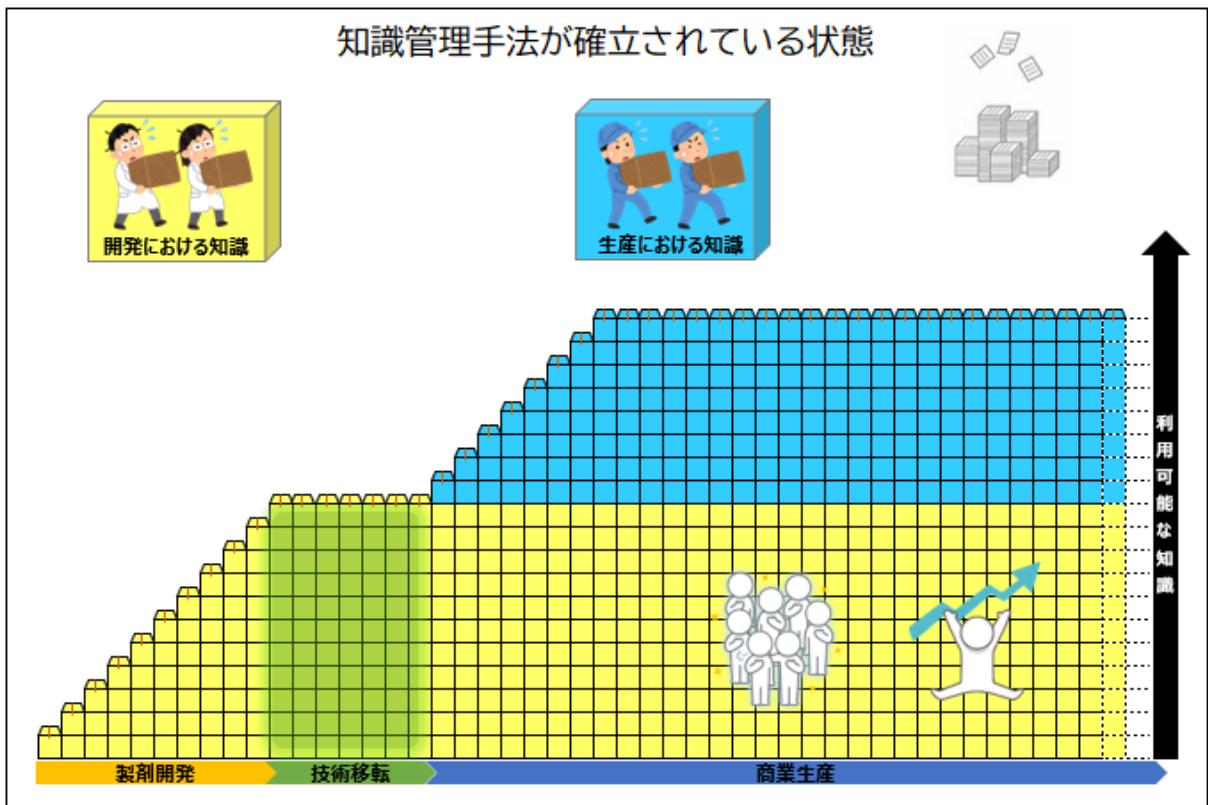 知識管理手法が確立されている状態
開発における知識
生産における知識
利用可能な知識
製剤開発
技術移転
商業生産